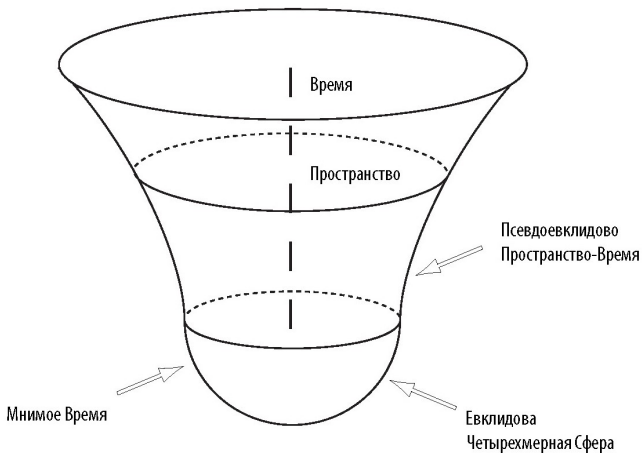 Время
Пространство
Псевдоевклидово
Пространство-Время
Мнимое Время
Евклидова
Четырехмерная Сфера